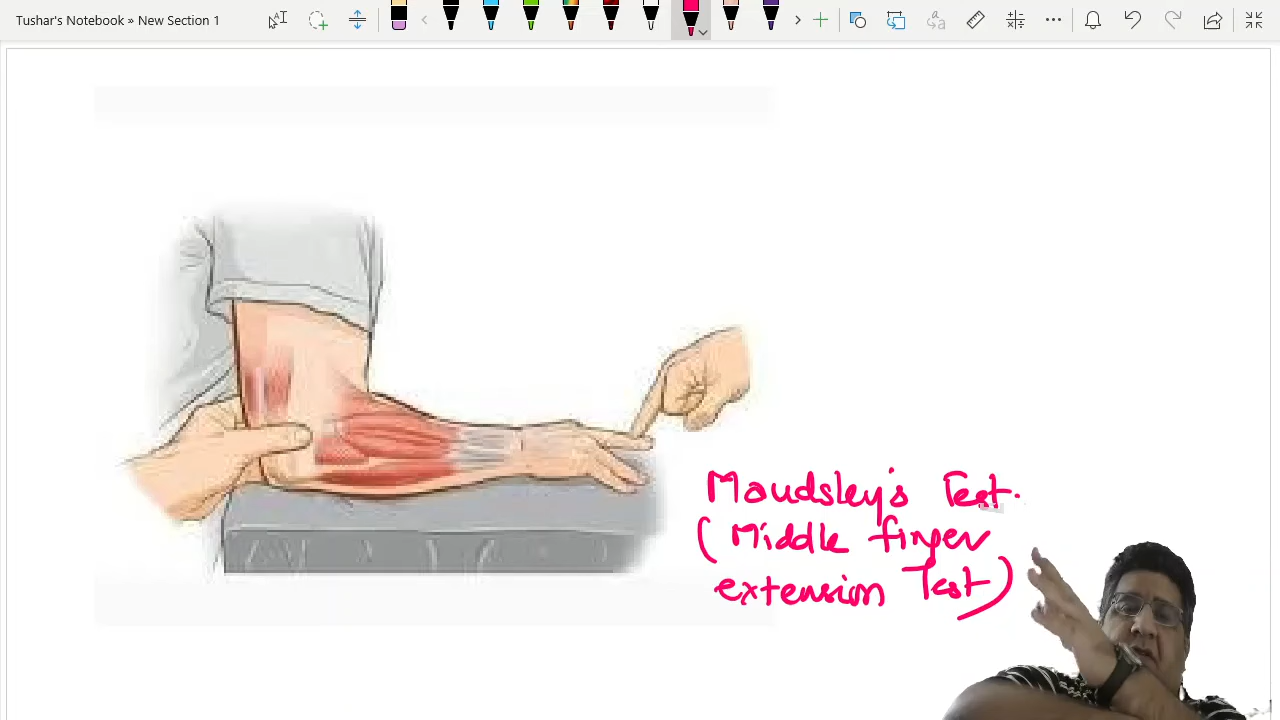 Tushar's Notebook » New Section 1
Maudsley's Test.
(Middle finger
extension Test)